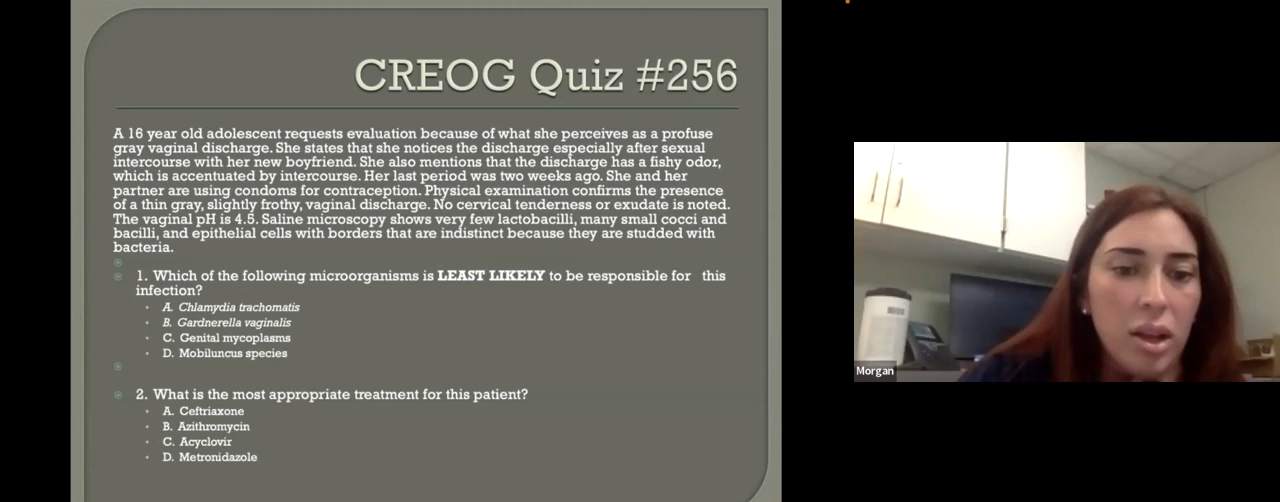 CREOG Quiz #256
A 16 year old adolescent requests evaluation because of what she perceives as a profuse
gray vaginal discharge. She states that she notices the discharge especially after sexual
intercourse with her new boyfriend. She also mentions that the discharge has a fishy odor,
which is accentuated by intercourse. Her last period was two weeks ago. She and her
partner are using condoms for contraception. Physical examination confirms the presence
of a thin gray, slightly frothy, vaginal discharge. No cervical tenderness or exudate is noted.
The vaginal pH is 4.5. Saline microscopy shows very few lactobacilli, many small cocci and
bacilli, and epithelial cells with borders that are indistinct because they are studded with
bacteria.
1. Which of the following microorganisms is LEAST LIKELY to be responsible for this
infection?
A. Chlamydia trachomatis
B. Gardnerella vaginalis
C. Genital mycoplasms
D. Mobiluncus species
2. What is the most appropriate treatment for this patient?
A. Ceftriaxone
B. Azithromycin
C. Acyclovir
D. Metronidazole
Morgan